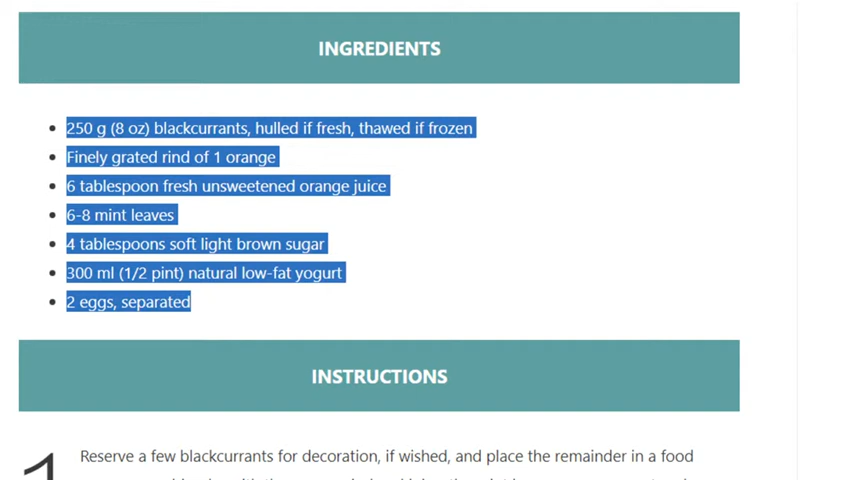 INGREDIENTS
250 g (8 oz) blackcurrants, hulled if fresh, thawed if frozen
Finely grated rind of 1 orange
6 tablespoon fresh unsweetened orange juice
6-8 mint leaves
4 tablespoons soft light brown sugar
300 ml (1/2 pint) natural low-fat yogurt
2 eggs, separated
INSTRUCTIONS
1 Reserve a few blackcurrants for decoration, if wished, and place the remainder in a food